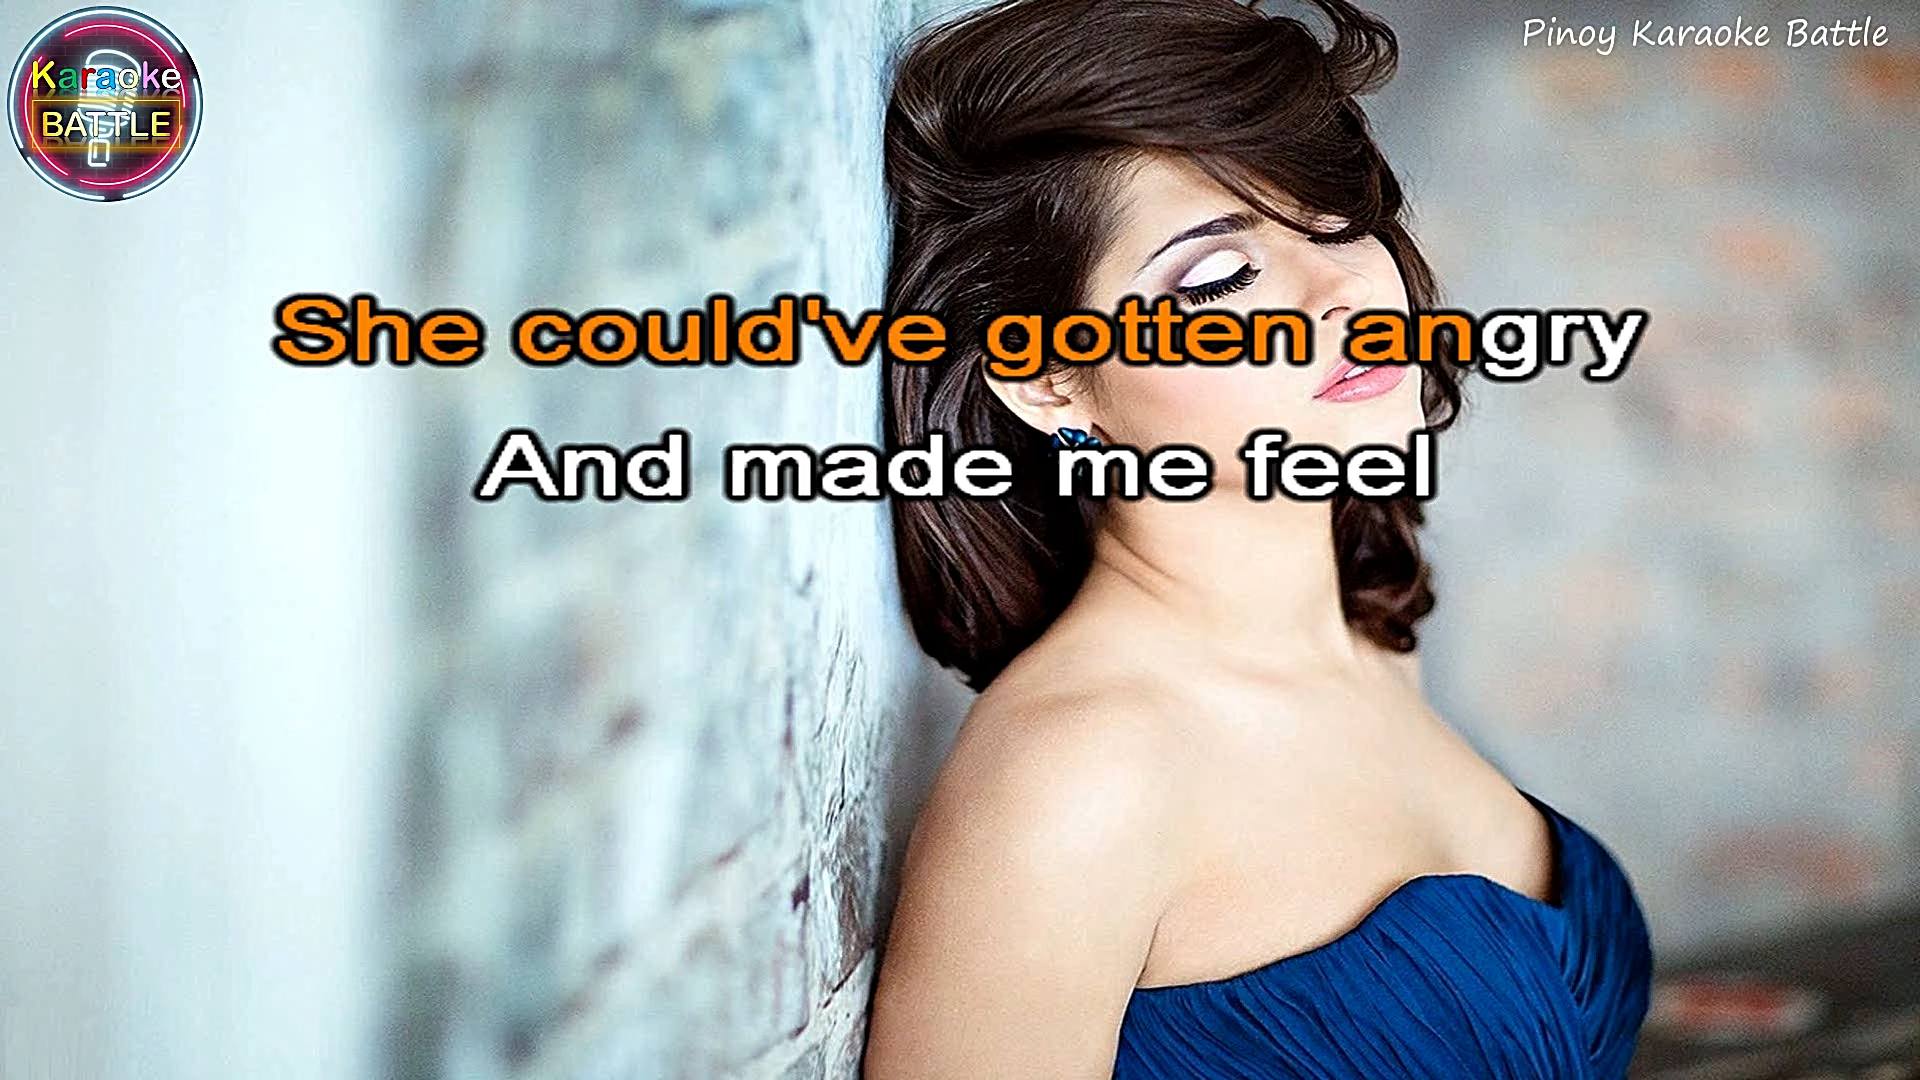 Karaoke
BATTLE
Pinoy Karaoke Battle
She could've gotten angry
And made me feel